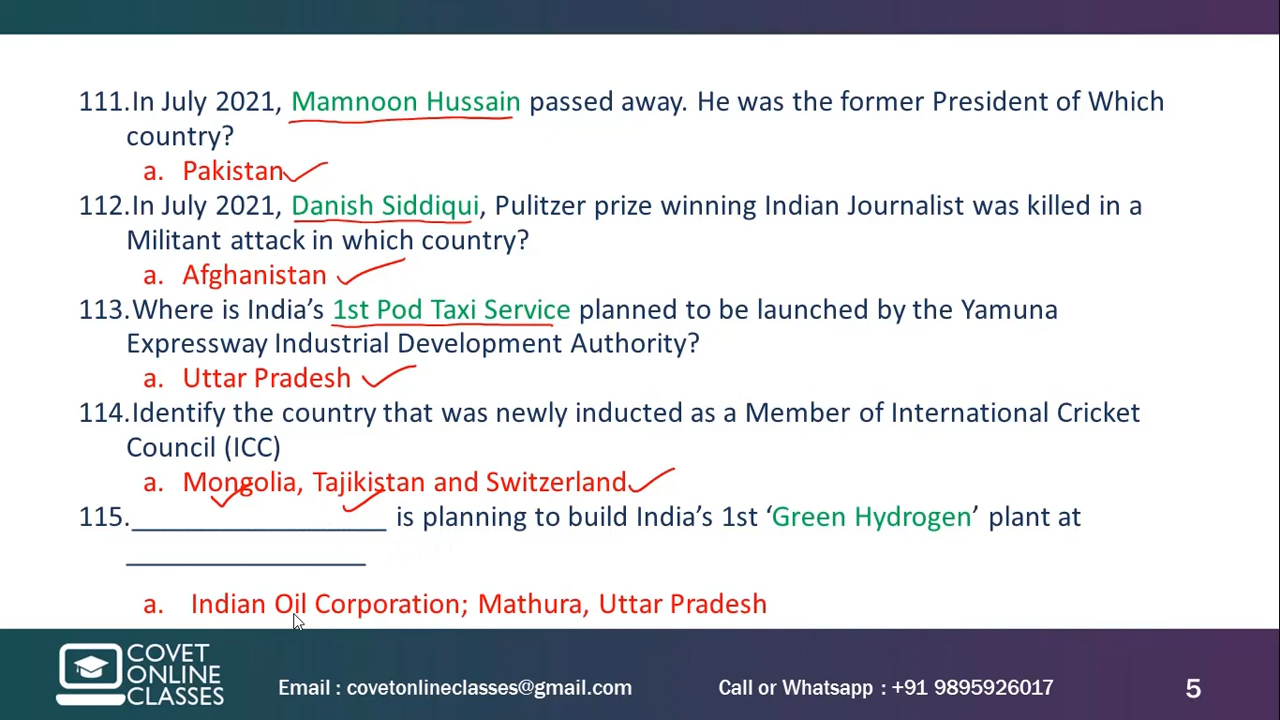 111.In July 2021, Mamnoon Hussain passed away. He was the former President of Which
country?
a. Pakistan
112.In July 2021, Danish Siddiqui, Pulitzer prize winning Indian Journalist was killed in a
Militant attack in which country?
a. Afghanistan
113.Where is India’s 1st Pod Taxi Service planned to be launched by the Yamuna
Expressway Industrial Development Authority?
a. Uttar Pradesh
114.Identify the country that was newly inducted as a Member of International Cricket
Council (ICC)
a. Mongolia, Tajikistan and Switzerland
115.__________________ is planning to build India’s 1st ‘Green Hydrogen’ plant at
_________________
a. Indian Oil Corporation; Mathura, Uttar Pradesh
COVET
ONLINE
CLASSES
Email : covetonlineclasses@gmail.com
Call or Whatsapp : +91 9895926017
5